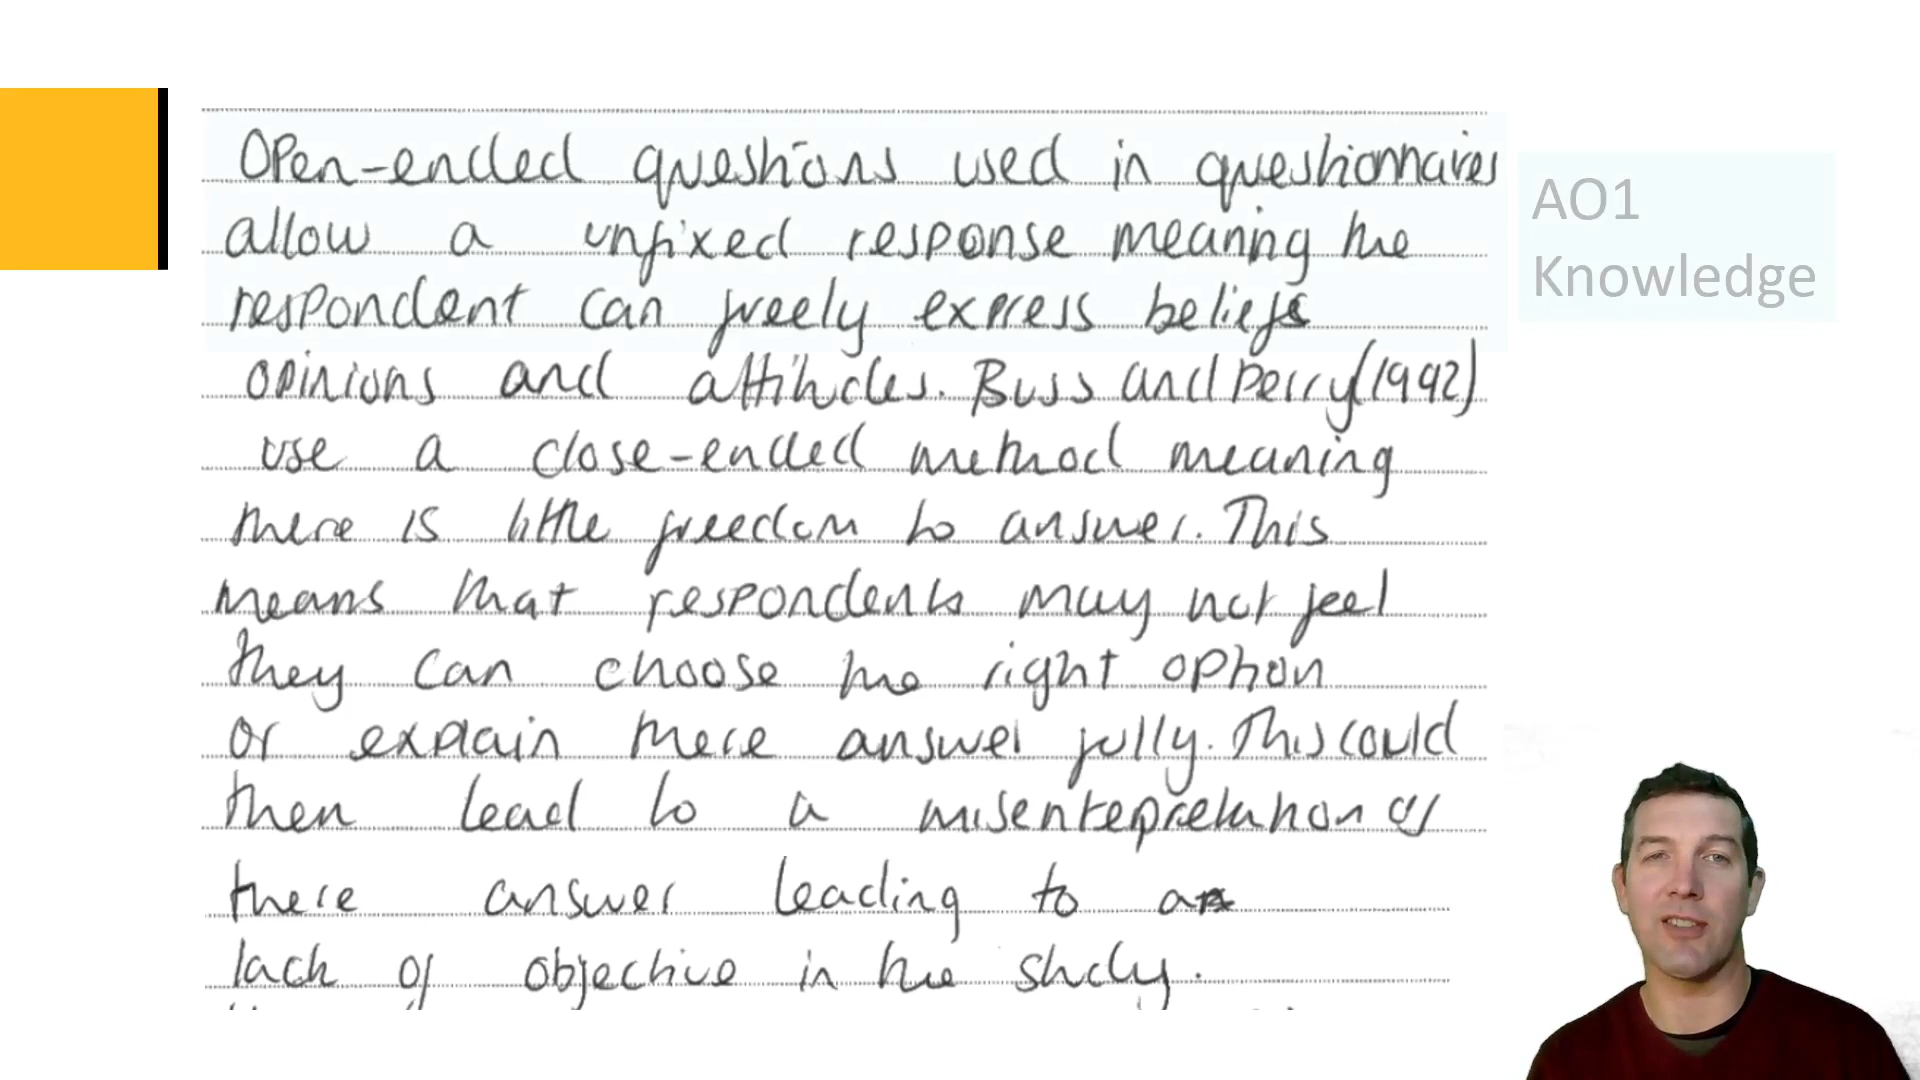 Open-ended questions used in questionnaires
allow a unfixed response meaning the
respondent can freely express beliefs
opinions and attitudes. Buss and Perry (1992)
use a close-ended method meaning
there is little freedom to answer. This
means that respondents may not feel
they can choose the right option
or explain there answer fully. This could
then lead to a misenterpretation of
there answer leading to a
lack of objective in the study.
AO1
Knowledge